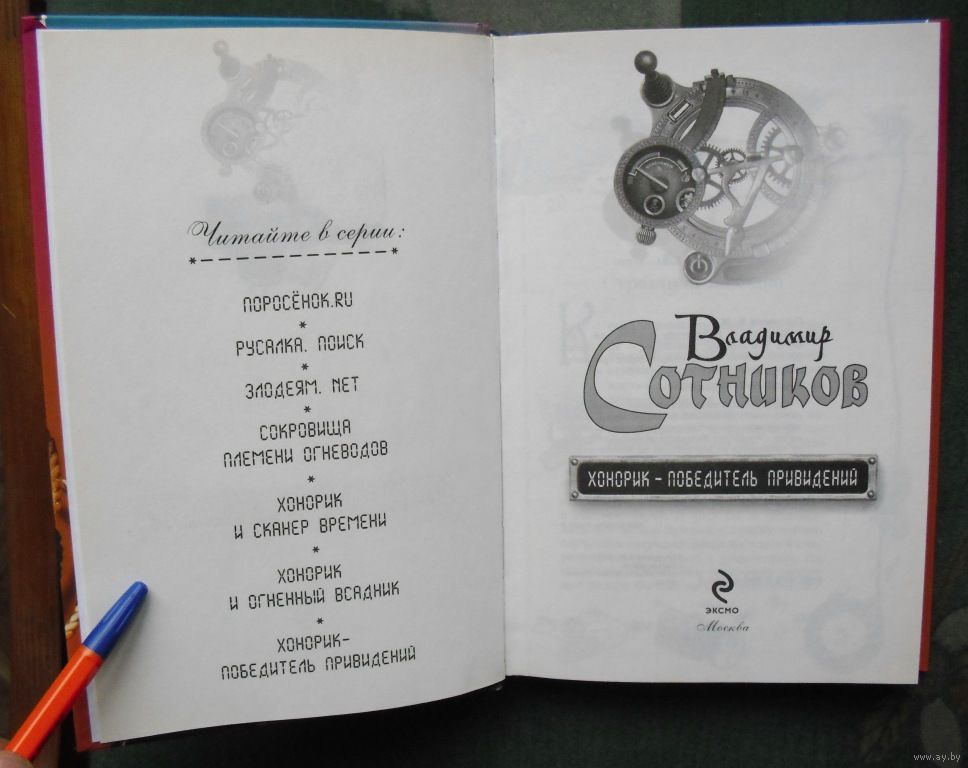 Читайте в серии:
*-------------*
ПОРОСЁНОК.RU
*
РУСАЛКА. ПОИСК
*
ЗЛОДЕЯМ. NET
*
СОКРОВИЩА
ПЛЕМЕНИ ОГНЕВОДОВ
*
ХОНОРИК
И СКАНЕР ВРЕМЕНИ
*
ХОНОРИК
И ОГНЕННЫЙ ВСАДНИК
*
ХОНОРИК-
ПОБЕДИТЕЛЬ ПРИВИДЕНИЙ
Владимир
Сотников
ХОНОРИК – ПОБЕДИТЕЛЬ ПРИВИДЕНИЙ
ЭКСМО
Москва
www.ay.by